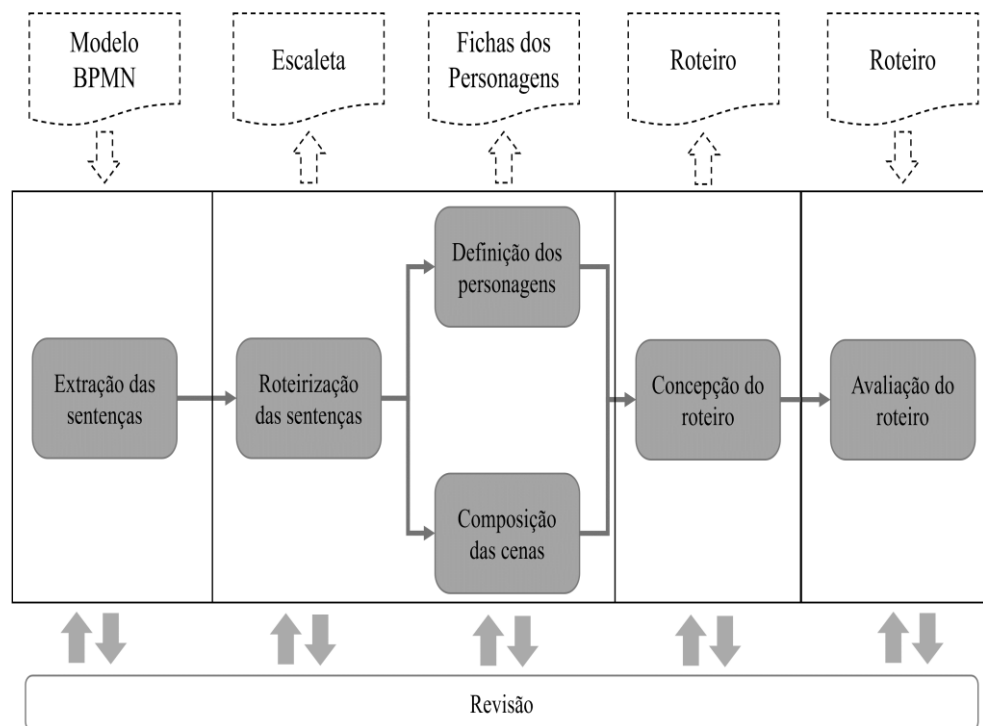 Modelo
BPMN
Escaleta
Fichas dos
Personagens
Roteiro
Roteiro
Definição dos
personagens
Extração das
sentenças
Roteirização
das sentenças
Concepção do
roteiro
Avaliação do
roteiro
Composição
das cenas
Revisão